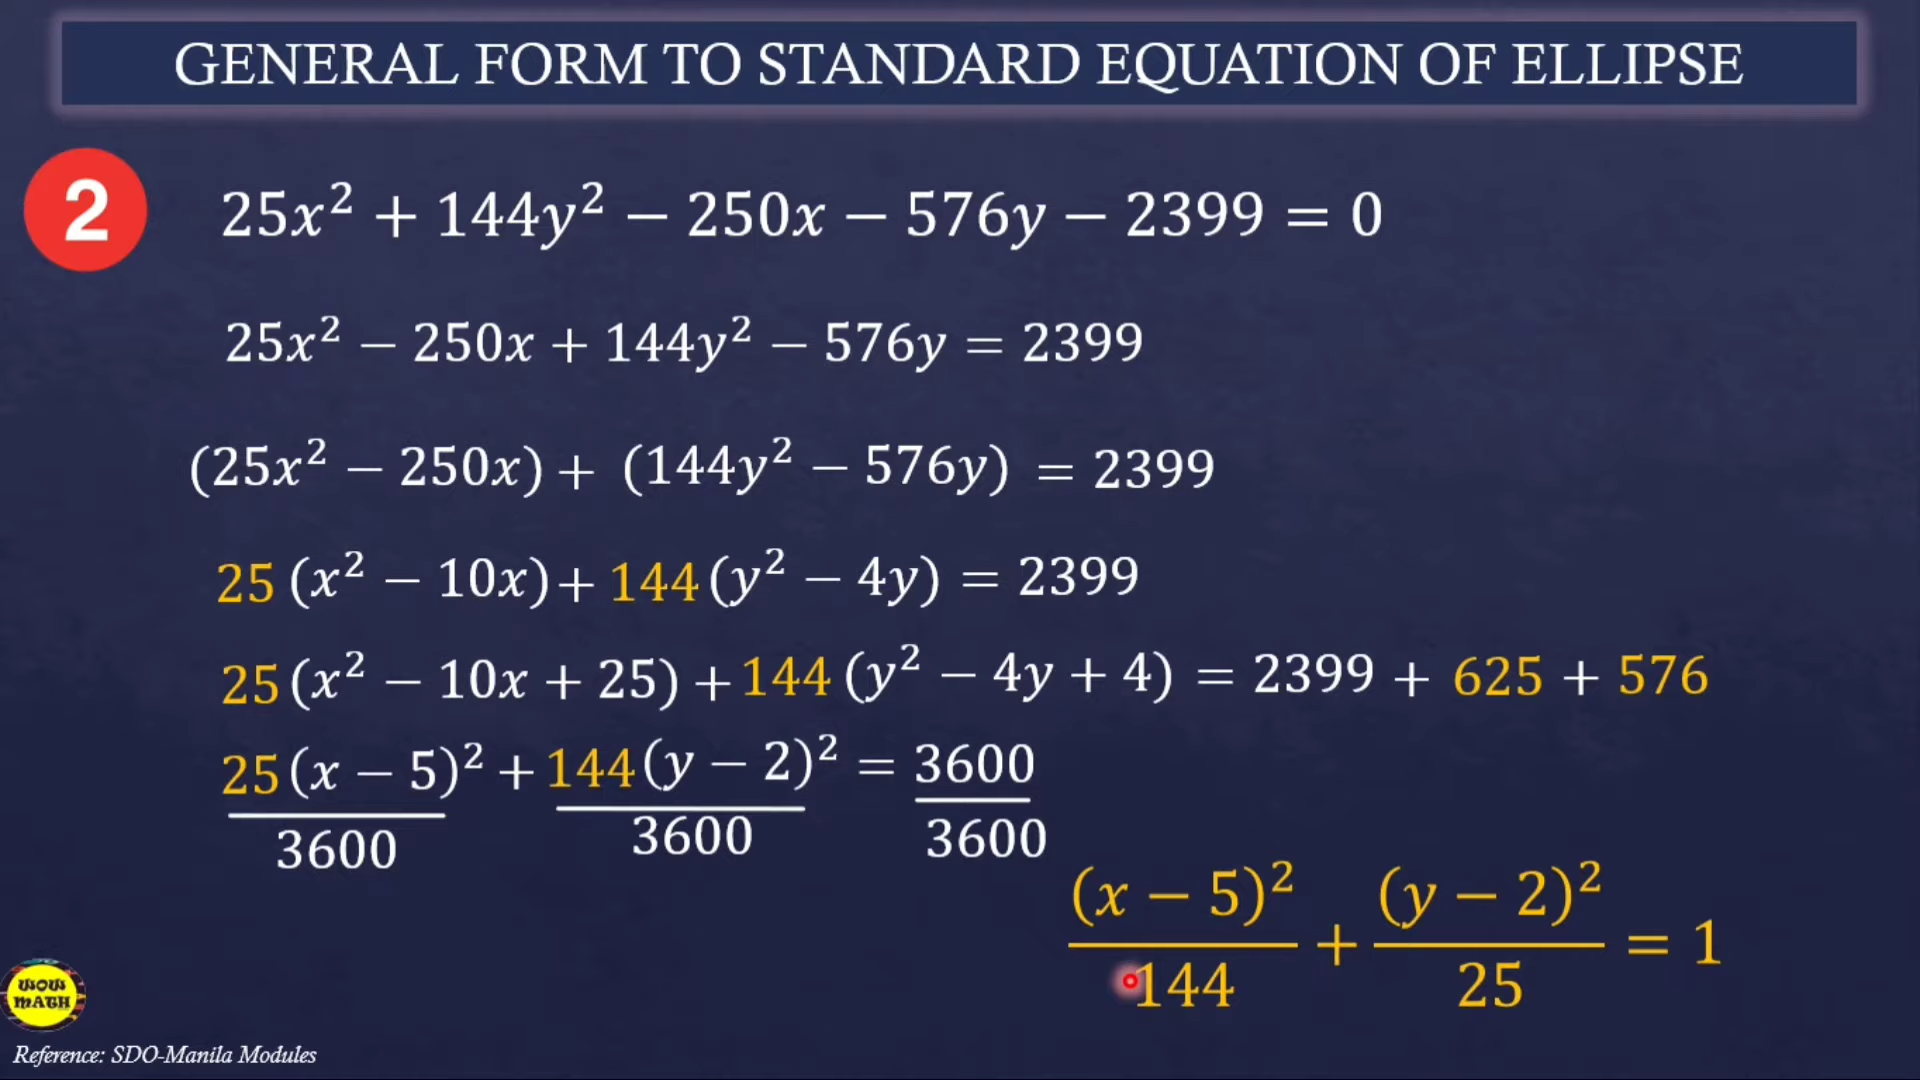 GENERAL FORM TO STANDARD EQUATION OF ELLIPSE
2
25x² + 144y² − 250x − 576y − 2399 = 0
25x² − 250x + 144y² − 576y = 2399
(25x² − 250x) + (144y² − 576y) = 2399
25 (x² − 10x) + 144 (y² − 4y) = 2399
25 (x² − 10x + 25) + 144 (y² − 4y + 4) = 2399 + 625 + 576
25 (x − 5)² + 144 (y − 2)² = 3600
3600 3600 3600
(x − 5)² (y − 2)²
+ = 1
144 25
WOW
MATH
Reference: SDO-Manila Modules